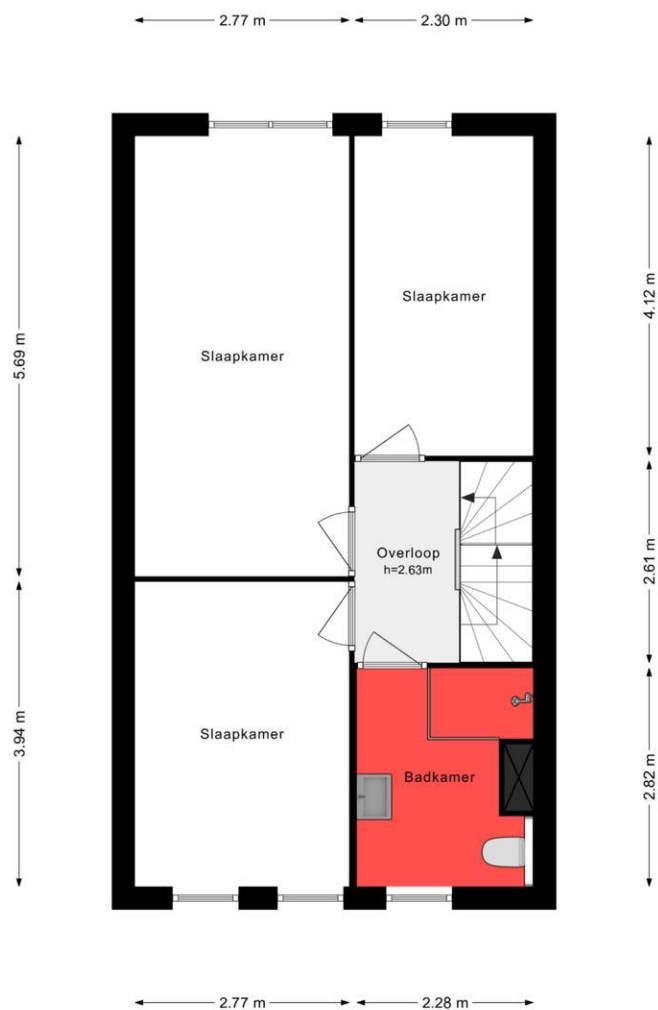 2.77 m
2.30 m
5.69 m
4.12 m
Slaapkamer
Slaapkamer
Overloop
h=2.63m
2.61 m
3.94 m
Slaapkamer
Badkamer
2.82 m
2.77 m
2.28 m